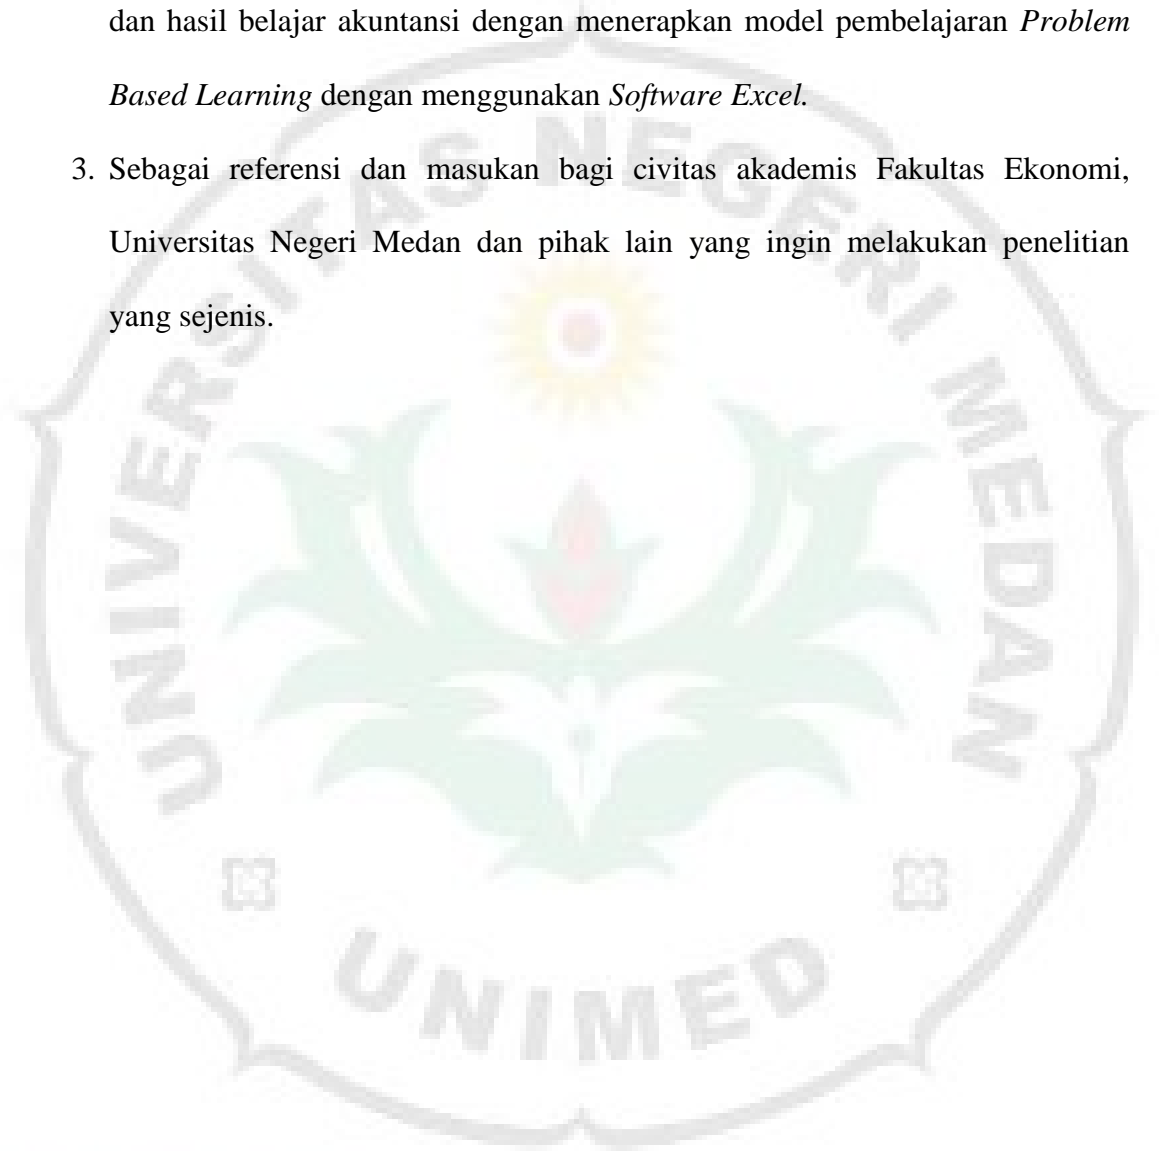 dan hasil belajar akuntansi dengan menerapkan model pembelajaran Problem
Based Learning dengan menggunakan Software Excel.
3. Sebagai referensi dan masukan bagi civitas akademis Fakultas Ekonomi,
Universitas Negeri Medan dan pihak lain yang ingin melakukan penelitian
yang sejenis.
UNIVERSITAS NEGERI MEDAN
UNIMED